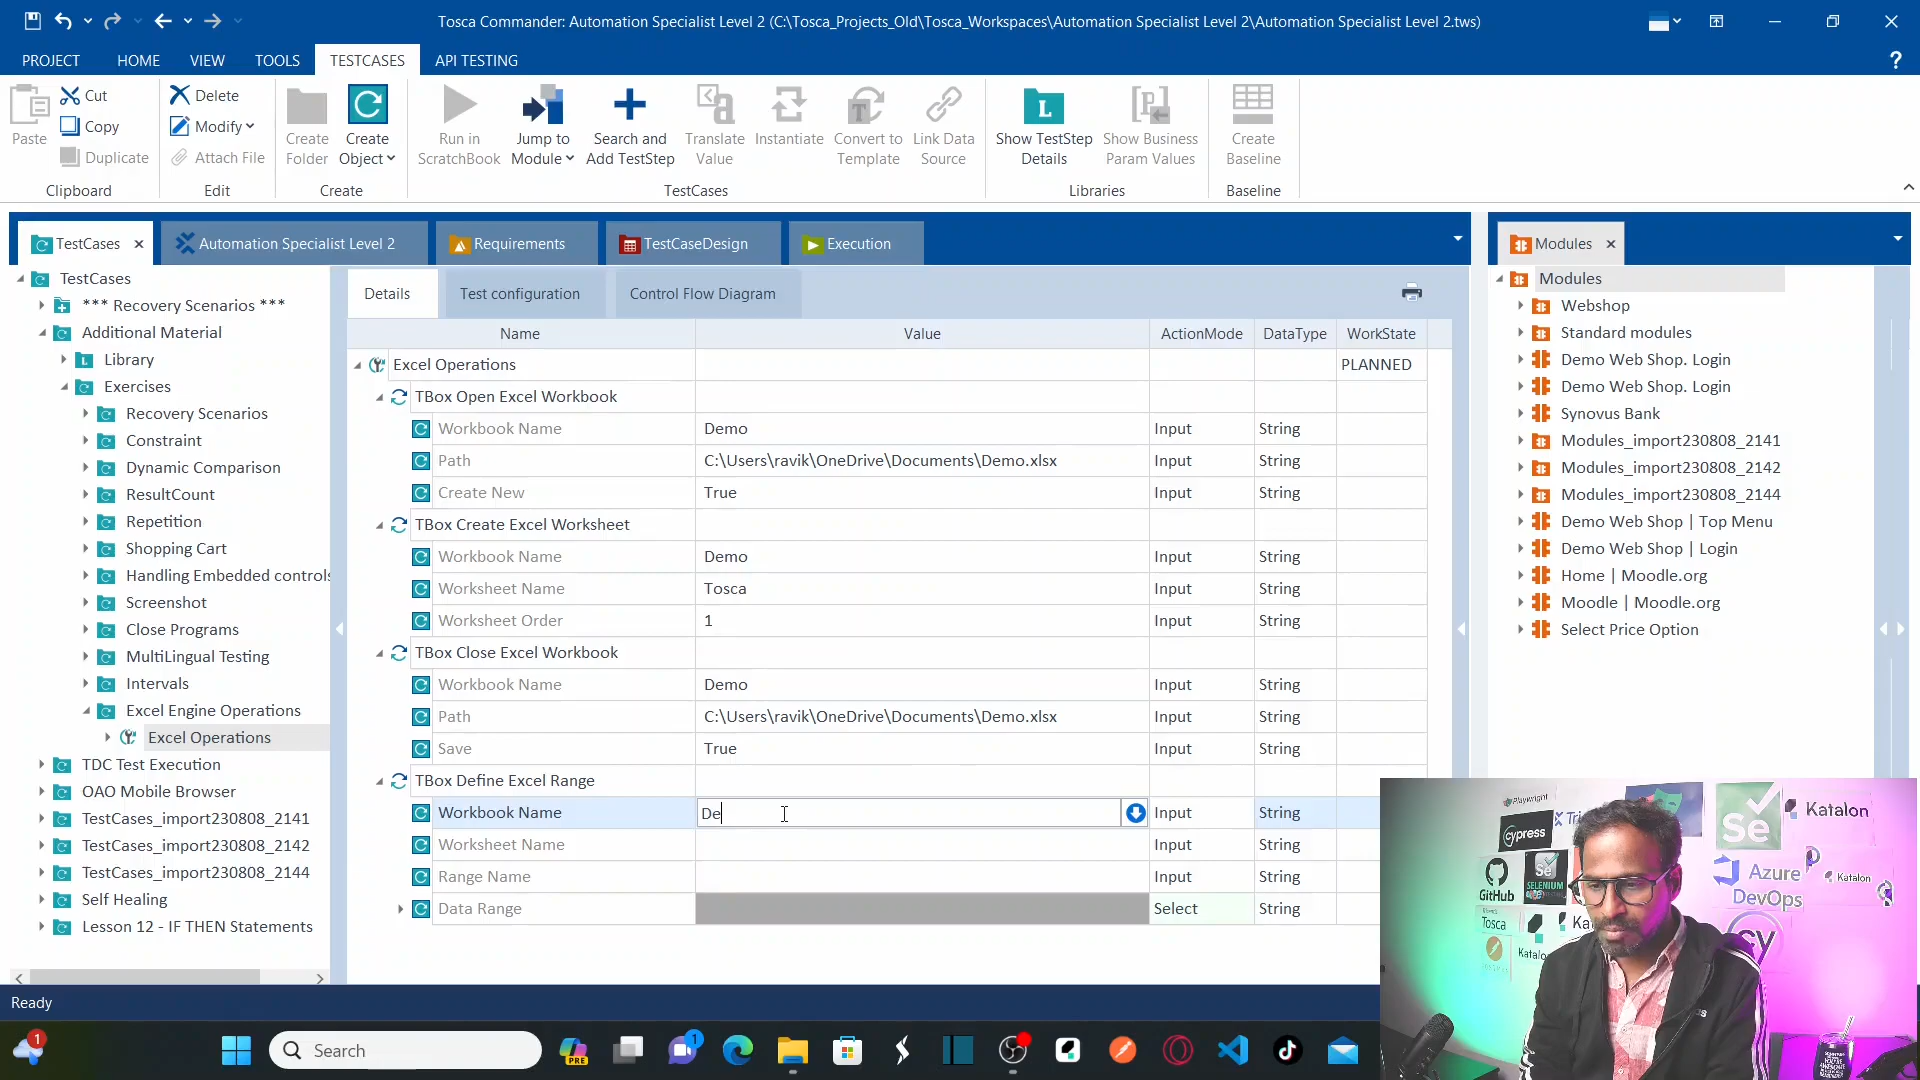 Tosca Commander: Automation Specialist Level 2 (C:\Tosca_Projects_Old\Tosca_Workspaces\Automation Specialist Level 2\Automation Specialist Level 2.tws)
PROJECT HOME VIEW TOOLS TESTCASES API TESTING ?
Paste
Cut
Copy
Duplicate
Clipboard
Delete
Modify
Attach File
Edit
Create Folder
Create Object
Create
Run in ScratchBook
Jump to Module
Search and Add TestStep
Translate Value
Instantiate
Convert to Template
Link Data Source
TestCases
Show TestStep Details
Show Business Param Values
Libraries
Create Baseline
Baseline
TestCases
Automation Specialist Level 2
Requirements
TestCaseDesign
Execution
Modules
TestCases
*** Recovery Scenarios ***
Additional Material
Library
Exercises
Recovery Scenarios
Constraint
Dynamic Comparison
ResultCount
Repetition
Shopping Cart
Handling Embedded controls
Screenshot
Close Programs
MultiLingual Testing
Intervals
Excel Engine Operations
Excel Operations
TDC Test Execution
OAO Mobile Browser
TestCases_import230808_2141
TestCases_import230808_2142
TestCases_import230808_2144
Self Healing
Lesson 12 - IF THEN Statements
Details Test configuration Control Flow Diagram
Name Value ActionMode DataType WorkState
Excel Operations PLANNED
TBox Open Excel Workbook
Workbook Name Demo Input String
Path C:\Users\ravik\OneDrive\Documents\Demo.xlsx Input String
Create New True Input String
TBox Create Excel Worksheet
Workbook Name Demo Input String
Worksheet Name Tosca Input String
Worksheet Order 1 Input String
TBox Close Excel Workbook
Workbook Name Demo Input String
Path C:\Users\ravik\OneDrive\Documents\Demo.xlsx Input String
Save True Input String
TBox Define Excel Range
Workbook Name De Input String
Worksheet Name Input String
Range Name Input String
Data Range Select String
Modules
Webshop
Standard modules
Demo Web Shop. Login
Demo Web Shop. Login
Synovus Bank
Modules_import230808_2141
Modules_import230808_2142
Modules_import230808_2144
Demo Web Shop | Top Menu
Demo Web Shop | Login
Home | Moodle.org
Moodle | Moodle.org
Select Price Option
Playwright
cypress
GitHub
Se
SELENIUM
Tosca
Se
Katalon
Azure DevOps
Katalon
cy
Ready
1
Search
PRE
1